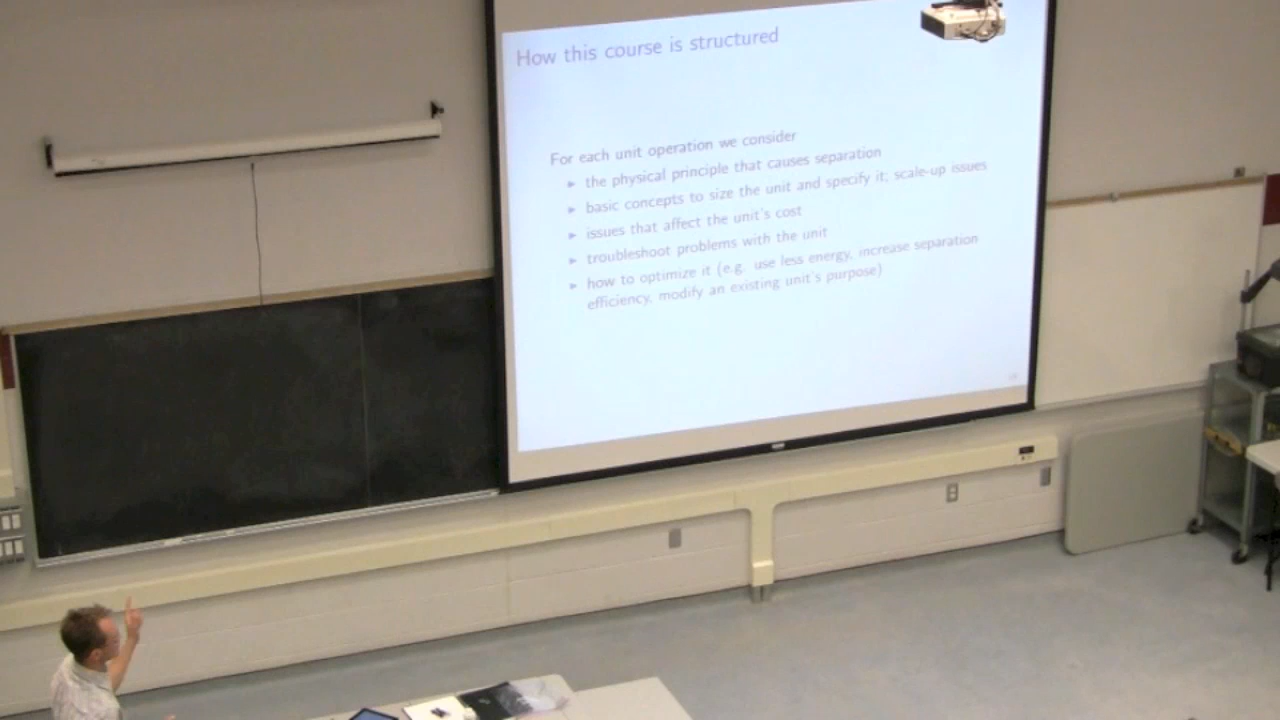 How this course is structured
For each unit operation we consider
▶ the physical principle that causes separation
▶ basic concepts to size the unit and specify it; scale-up issues
▶ issues that affect the unit's cost
▶ troubleshoot problems with the unit
▶ how to optimize it (e.g. use less energy, increase separation
efficiency, modify an existing unit's purpose)